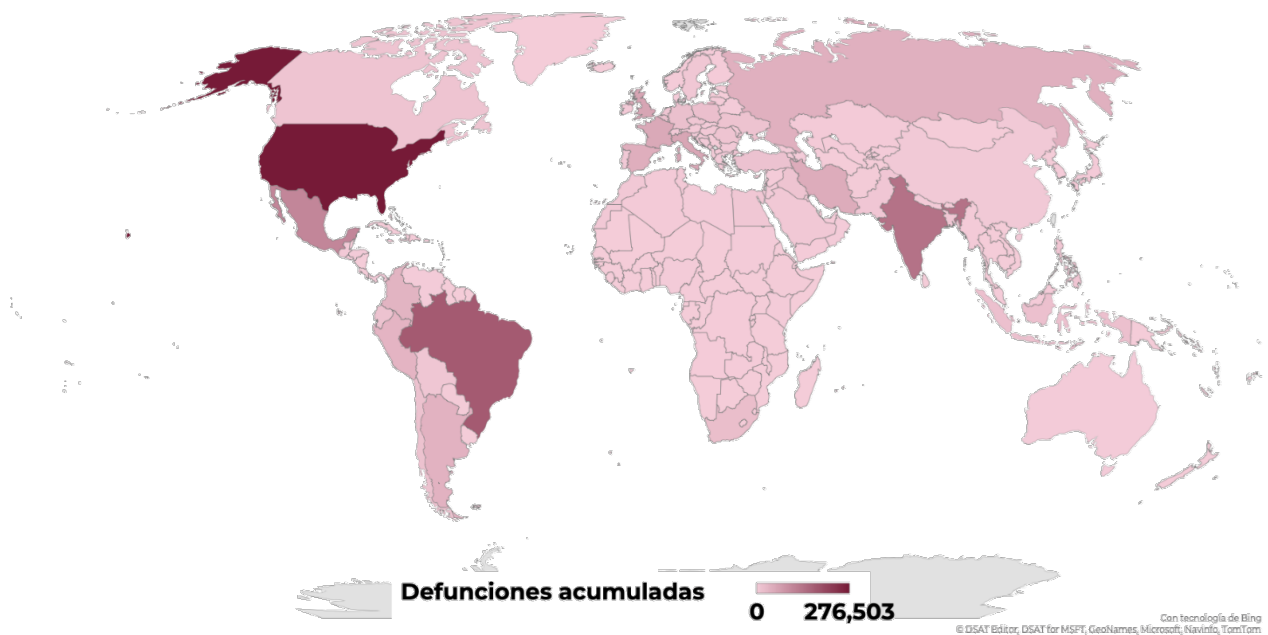 Defunciones acumuladas
0 276,503
Con tecnología de Bing
© DSAT Editor, DSAT for MSFT, GeoNames, Microsoft, Navinfo, TomTom